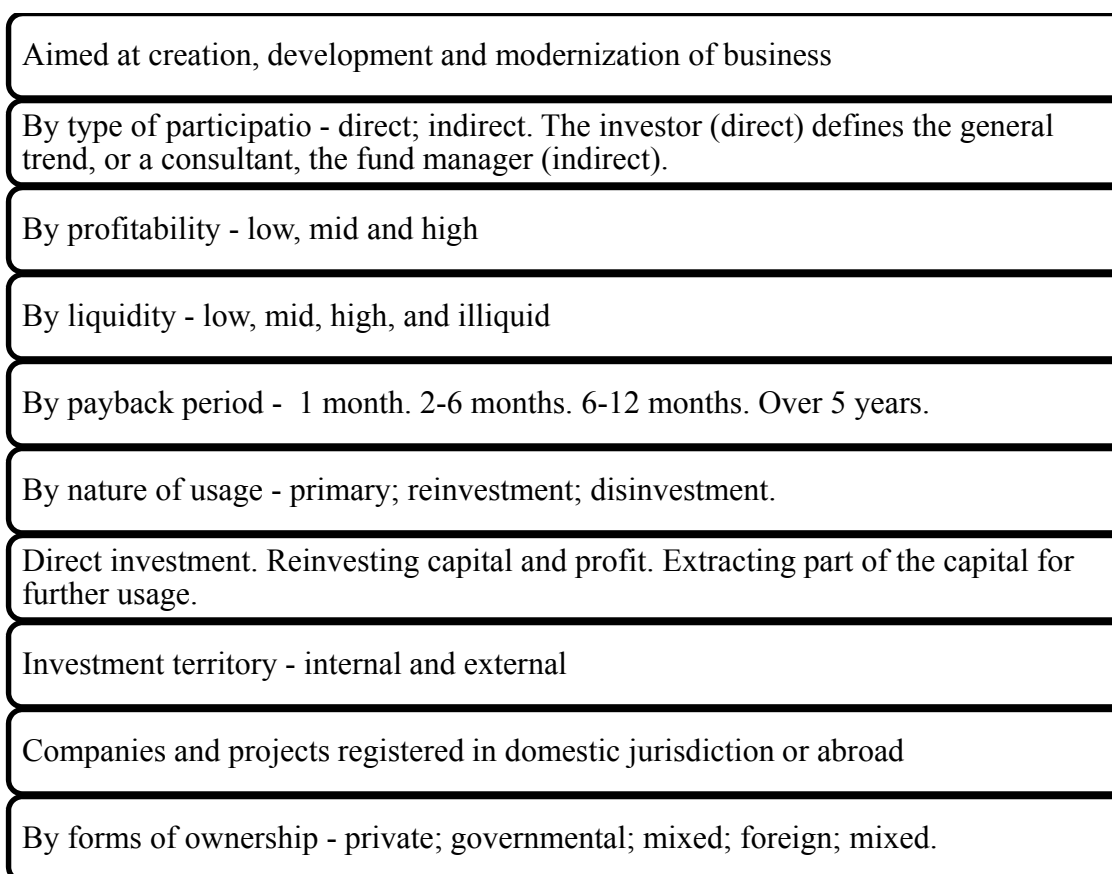 Aimed at creation, development and modernization of business
By type of participatio - direct; indirect. The investor (direct) defines the general
trend, or a consultant, the fund manager (indirect).
By profitability - low, mid and high
By liquidity - low, mid, high, and illiquid
By payback period -  1 month. 2-6 months. 6-12 months. Over 5 years.
By nature of usage - primary; reinvestment; disinvestment.
Direct investment. Reinvesting capital and profit. Extracting part of the capital for
further usage.
Investment territory - internal and external
Companies and projects registered in domestic jurisdiction or abroad
By forms of ownership - private; governmental; mixed; foreign; mixed.